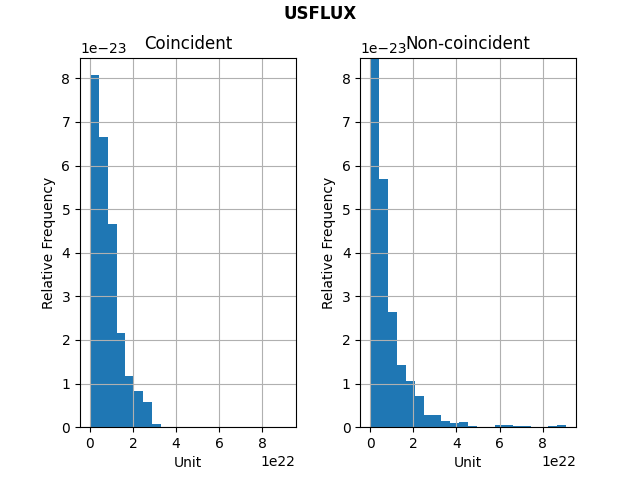 USFLUX
Coincident
Non-coincident
1e−23
1e−23
8
7
6
5
4
3
2
1
0
8
7
6
5
4
3
2
1
0
Relative Frequency
Relative Frequency
0 2 4 6 8
0 2 4 6 8
1e22
1e22
Unit
Unit